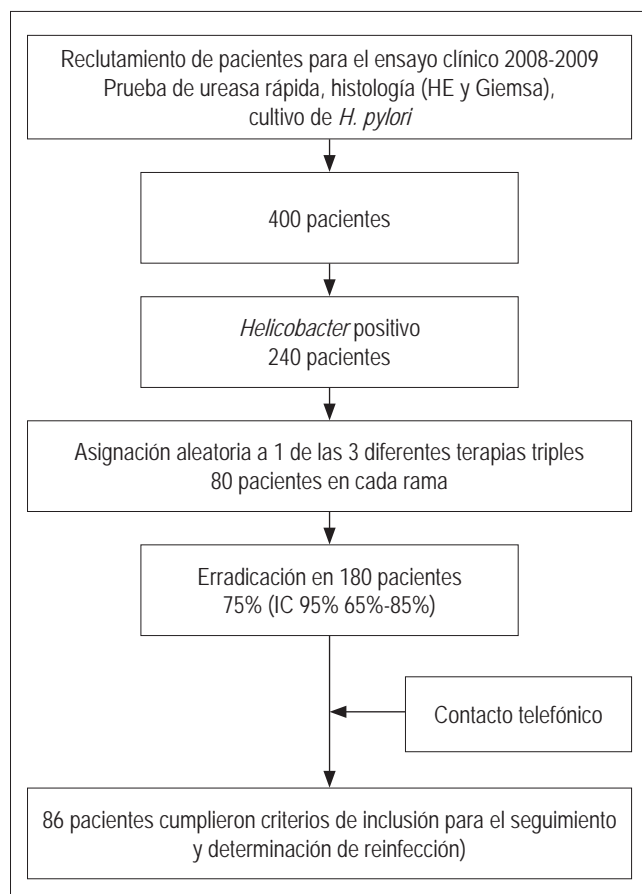 Reclutamiento de pacientes para el ensayo clínico 2008-2009
Prueba de ureasa rápida, histología (HE y Giemsa),
cultivo de H. pylori
400 pacientes
Helicobacter positivo
240 pacientes
Asignación aleatoria a 1 de las 3 diferentes terapias triples
80 pacientes en cada rama
Erradicación en 180 pacientes
75% (IC 95% 65%-85%)
Contacto telefónico
86 pacientes cumplieron criterios de inclusión para el seguimiento
y determinación de reinfección)